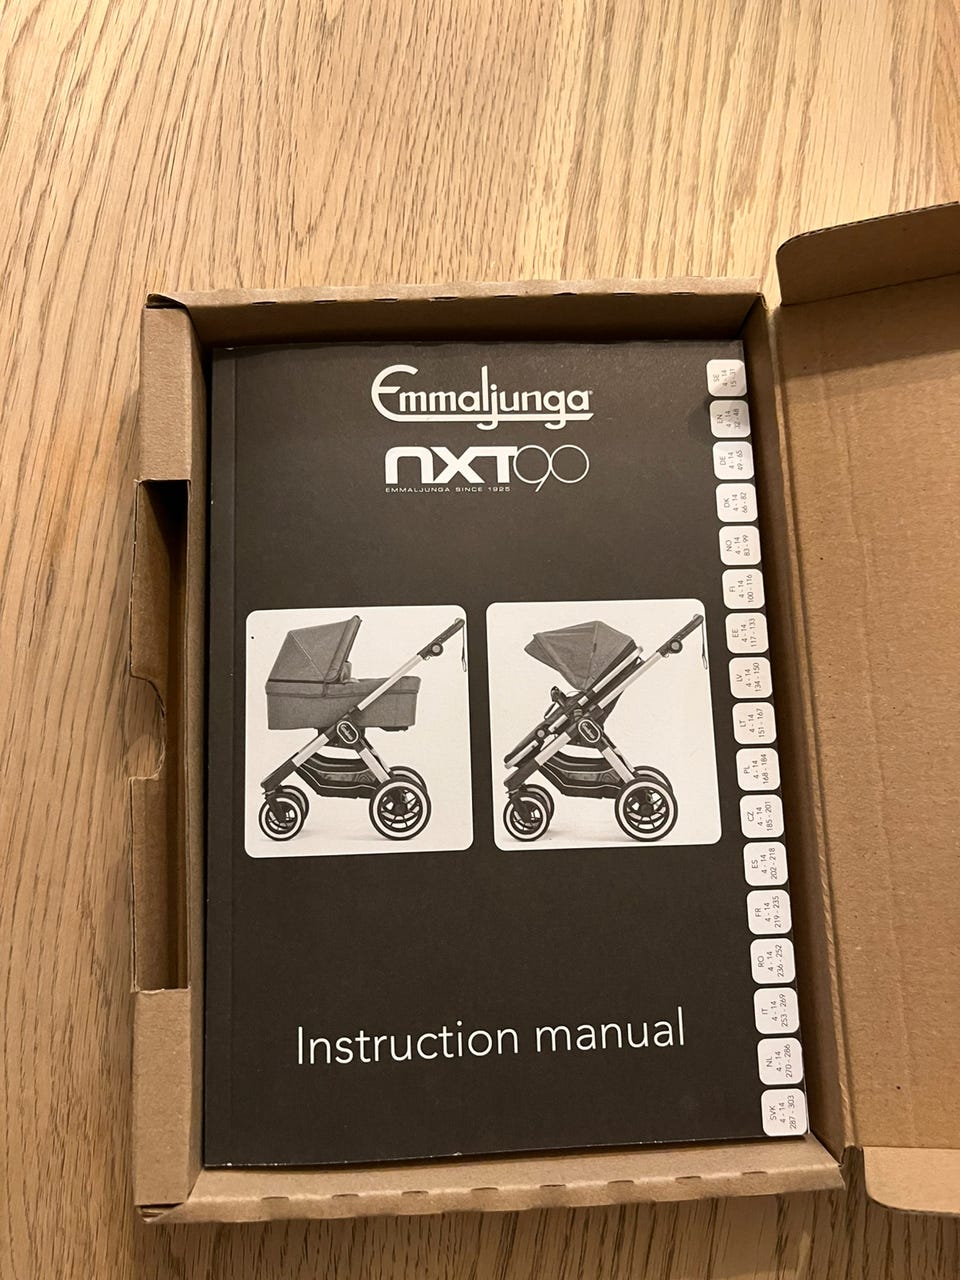 Emmaljunga
NXT90
EMMALJUNGA SINCE 1925
Instruction manual
SE
4 - 14
15 - 31
EN
4 - 14
32 - 48
DE
4 - 14
49 - 65
DK
4 - 14
66 - 82
NO
4 - 14
83 - 99
FI
4 - 14
100 - 116
EE
4 - 14
117 - 133
LV
4 - 14
134 - 150
LT
4 - 14
151 - 167
PL
4 - 14
168 - 184
CZ
4 - 14
185 - 201
ES
4 - 14
202 - 218
FR
4 - 14
219 - 235
RO
4 - 14
236 - 252
IT
4 - 14
253 - 269
NL
4 - 14
270 - 286
SVK
4 - 14
287 - 303